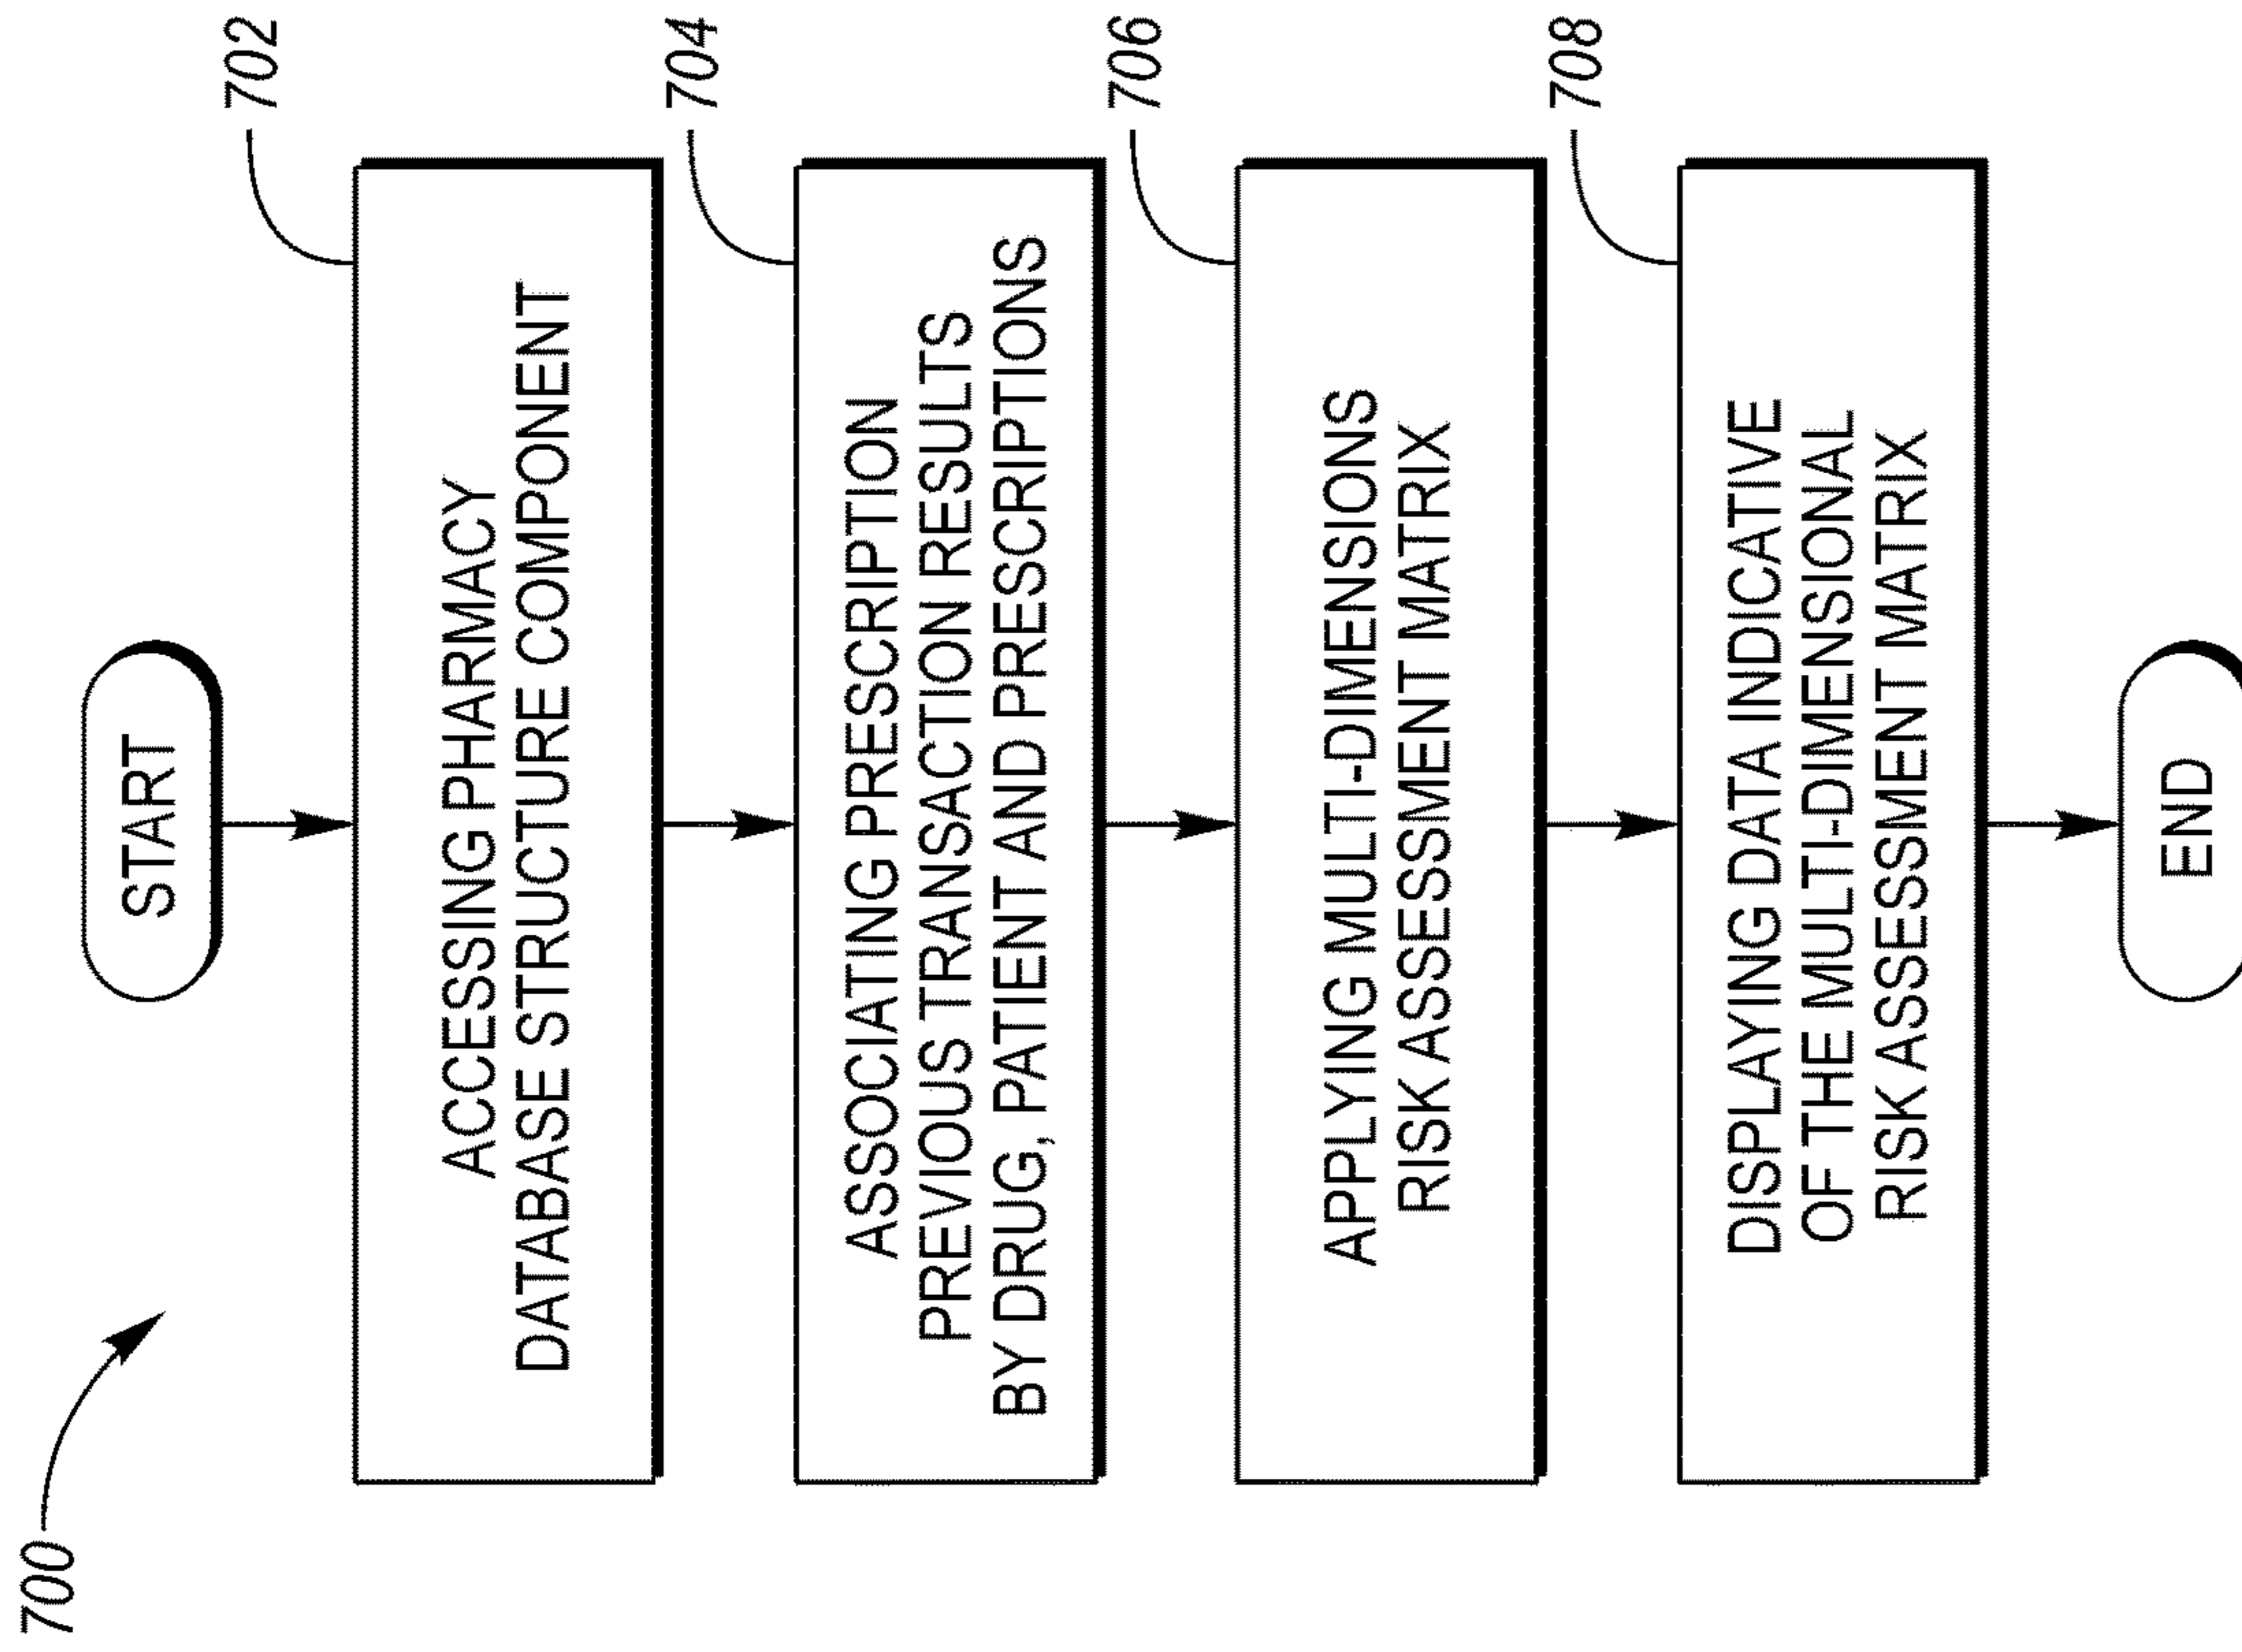 700
START
702
ACCESSING PHARMACY
DATABASE STRUCTURE COMPONENT
704
ASSOCIATING PRESCRIPTION
PREVIOUS TRANSACTION RESULTS
BY DRUG, PATIENT AND PRESCRIPTIONS
706
APPLYING MULTI-DIMENSIONS
RISK ASSESSMENT MATRIX
708
DISPLAYING DATA INDICATIVE
OF THE MULTI-DIMENSIONAL
RISK ASSESSMENT MATRIX
END